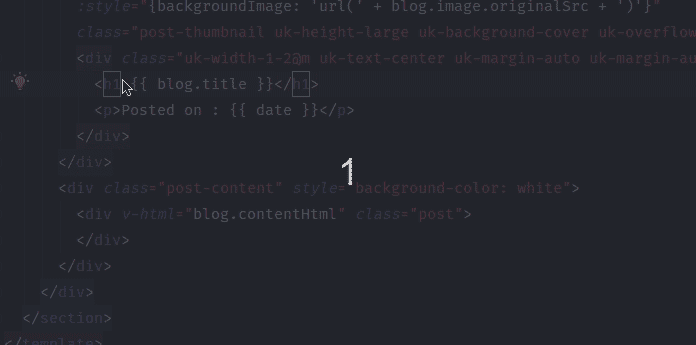 :style="{backgroundImage: 'url(' + blog.image.originalSrc + ')'}"
class="post-thumbnail uk-height-large uk-background-cover uk-overflow
<div class="uk-width-1-2@m uk-text-center uk-margin-auto uk-margin-au
<h1>{{ blog.title }}</h1>
<p>Posted on : {{ date }}</p>
</div>
</div>
1
<div class="post-content" style="background-color: white">
<div v-html="blog.contentHtml" class="post">
</div>
</div>
</div>
</section>
</template>